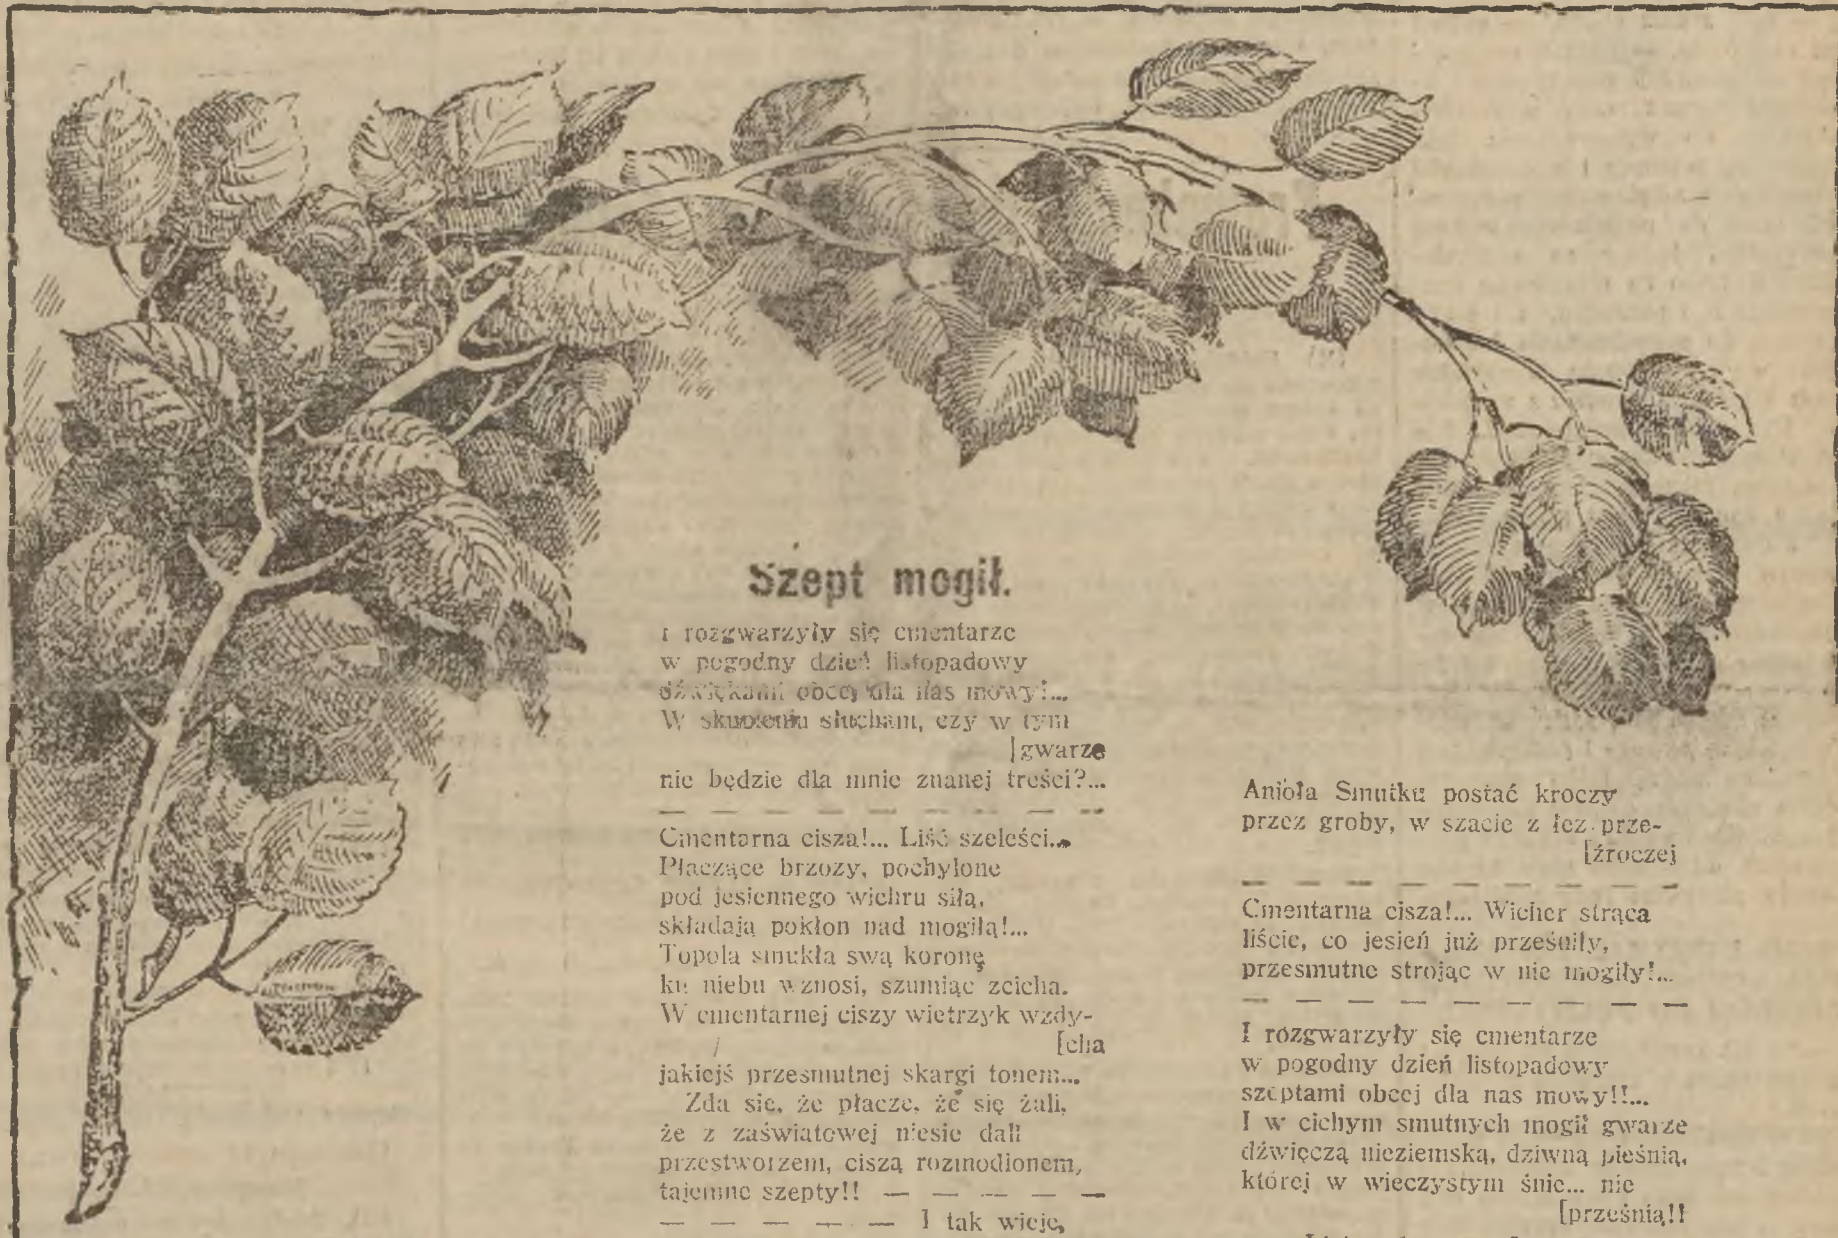 Szept mogił.
I rozgwarzyły się cmentarze
w pogodny dzień listopadowy
dźwiękami obcej dla nas mowy!...
W skupieniu słucham, czy w tym
[gwarze
nie będzie dla mnie znanej treści?...
— — — — — — — — —
Cmentarna cisza!... Liść szeleści...
Płaczące brzozy, pochylone
pod jesiennego wichru siłą,
składają pokłon nad mogiłą!...
Topola smukła swą koronę
ku niebu wznosi, szumiąc zcicha.
W cmentarnej ciszy wietrzyk wzdy-
[cha
jakiejś przesmutnej skargi tonem...
Zda się, że płacze, że się żali,
że z zaświatowej niesie dali
przestworzem, ciszą rozmodlonem,
tajemne szepty!! — — — — —
— — — — — I tak wieje,
Anioła Smutku postać kroczy
przez groby, w szacie z łez prze-
[źroczej
— — — — — — — — —
Cmentarna cisza!... Wicher strąca
liście, co jesień już prześniły,
przesmutne strojąc w nie mogiły!...
— — — — — — — — —
I rozgwarzyły się cmentarze
w pogodny dzień listopadowy
szeptami obcej dla nas mowy!!...
I w cichym smutnych mogił gwarze
dźwięczą nieziemską, dziwną pieśnią,
której w wieczystym śnie... nie
[prześnią!!